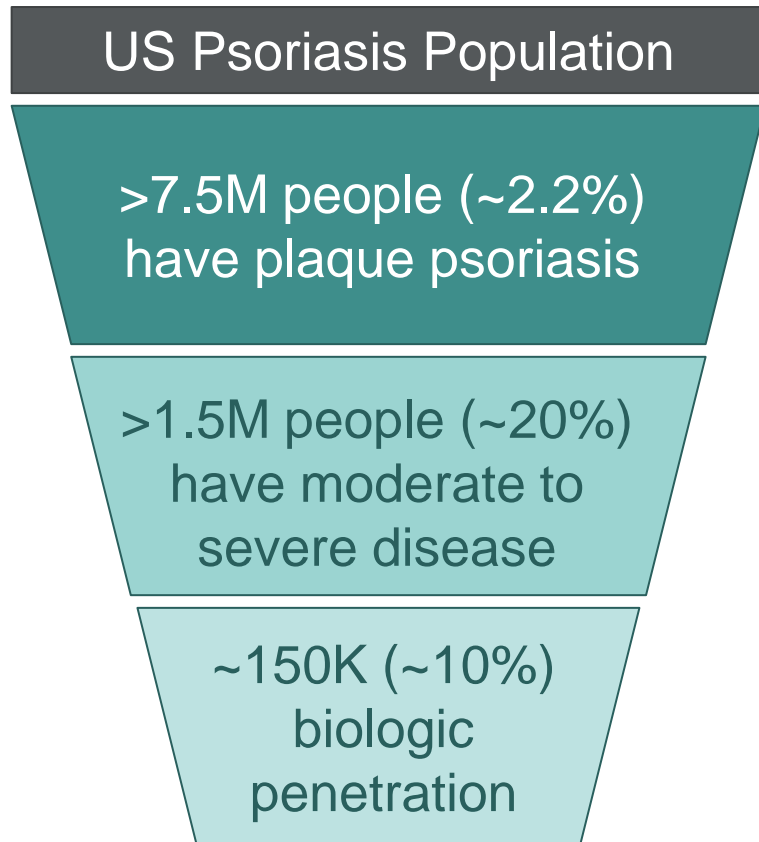 US Psoriasis Population
>7.5M people (~2.2%)
have plaque psoriasis
>1.5M people (~20%)
have moderate to
severe disease
~150K (~10%)
biologic
penetration